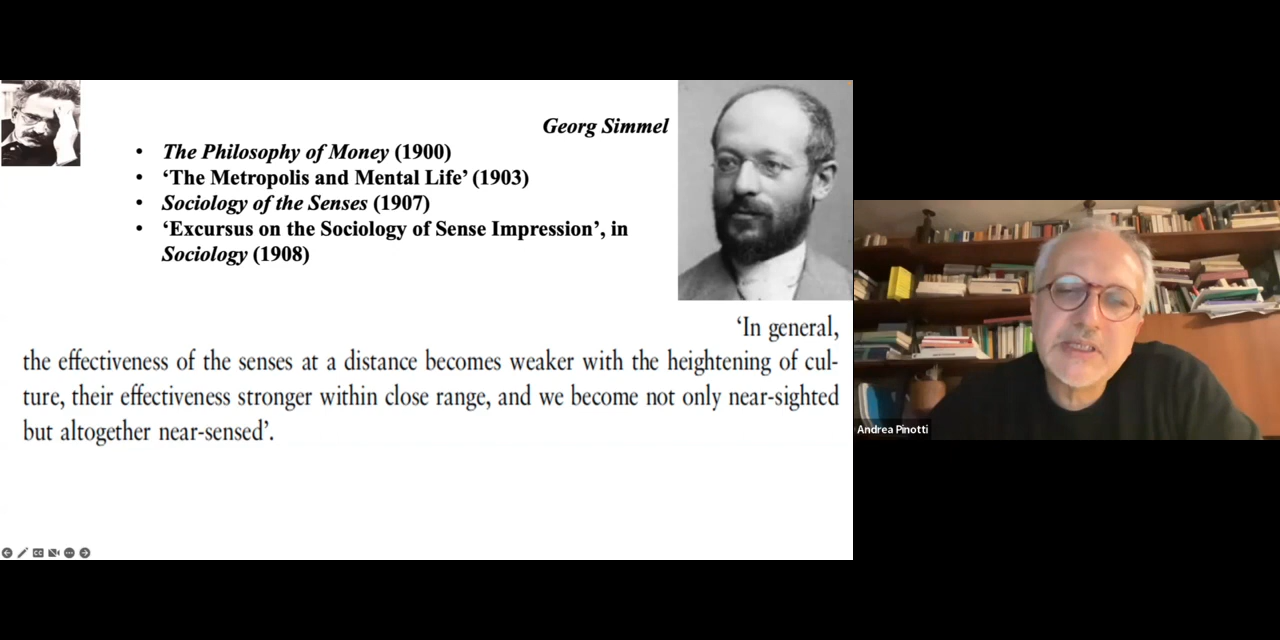 Georg Simmel
• The Philosophy of Money (1900)
• ‘The Metropolis and Mental Life’ (1903)
• Sociology of the Senses (1907)
• ‘Excursus on the Sociology of Sense Impression’, in
Sociology (1908)
‘In general,
the effectiveness of the senses at a distance becomes weaker with the heightening of cul-
ture, their effectiveness stronger within close range, and we become not only near-sighted
but altogether near-sensed’.
Andrea Pinotti